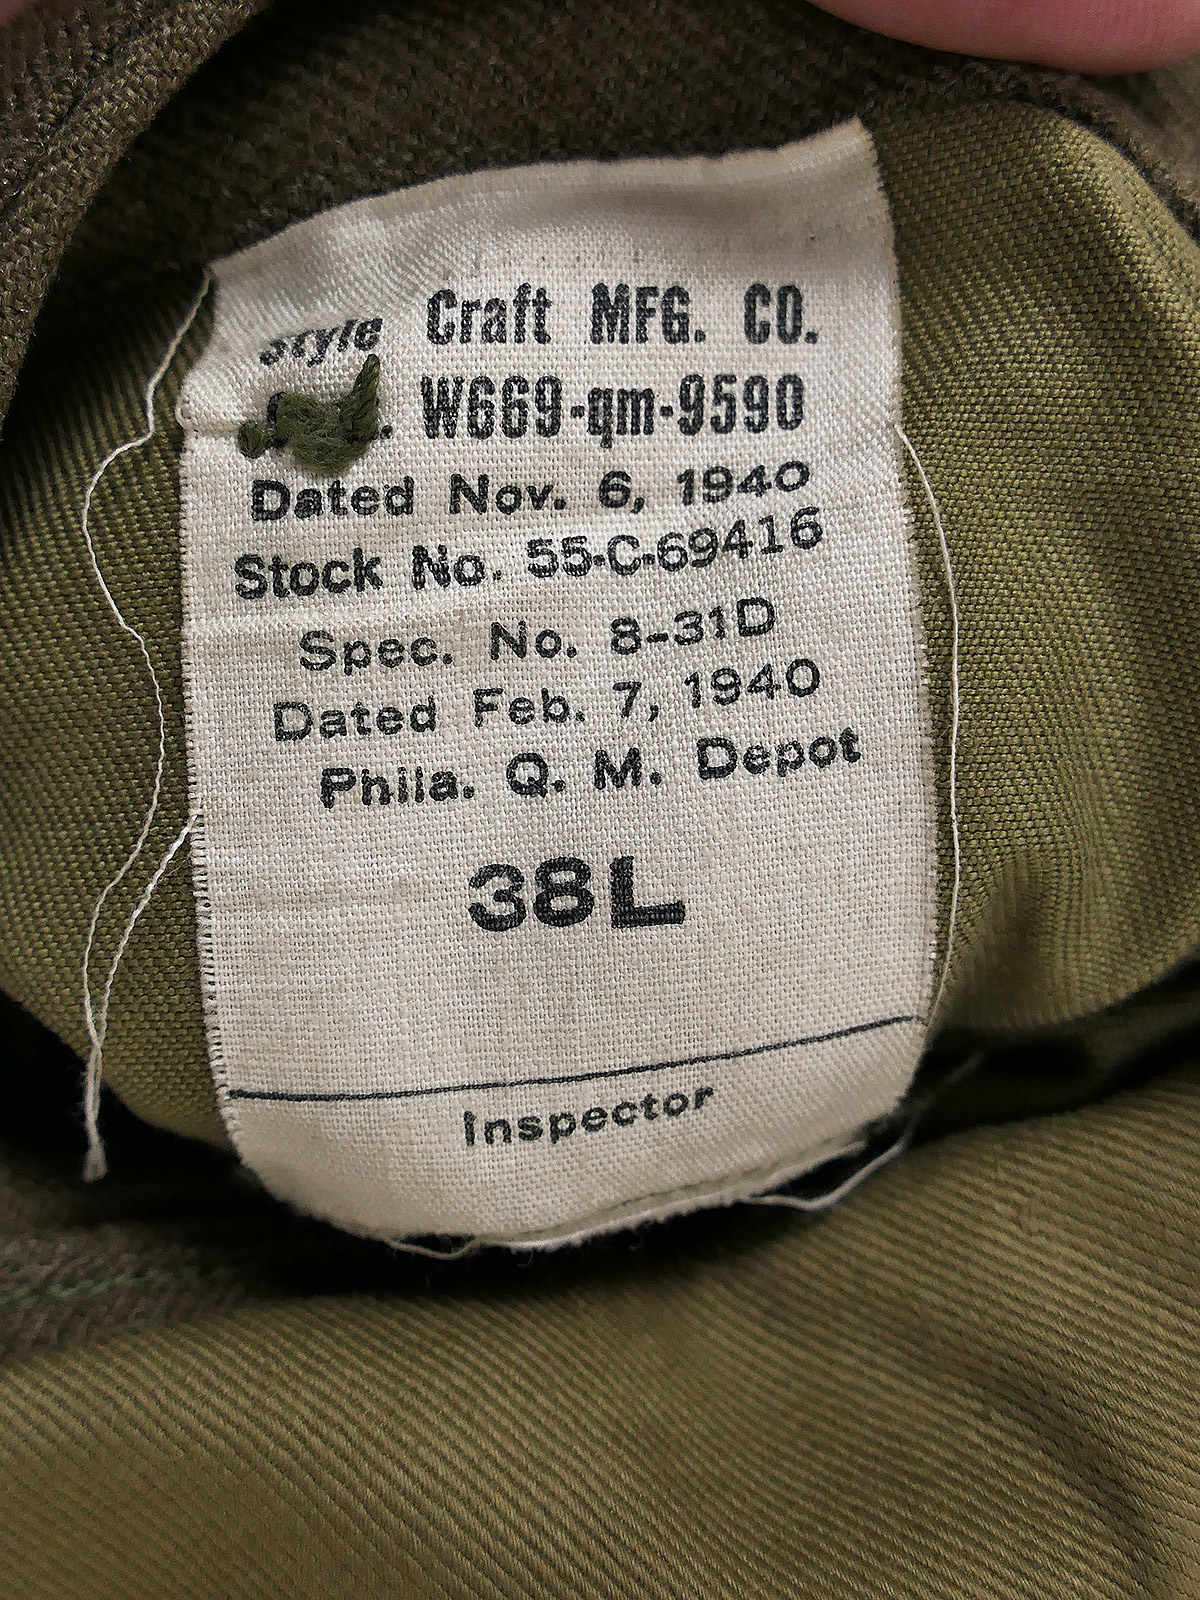 Style Craft MFG. CO.
W669-qm-9590
Dated Nov. 6, 1940
Stock No. 55-C-69416
Spec. No. 8-31D
Dated Feb. 7, 1940
Phila. Q. M. Depot
38L
Inspector